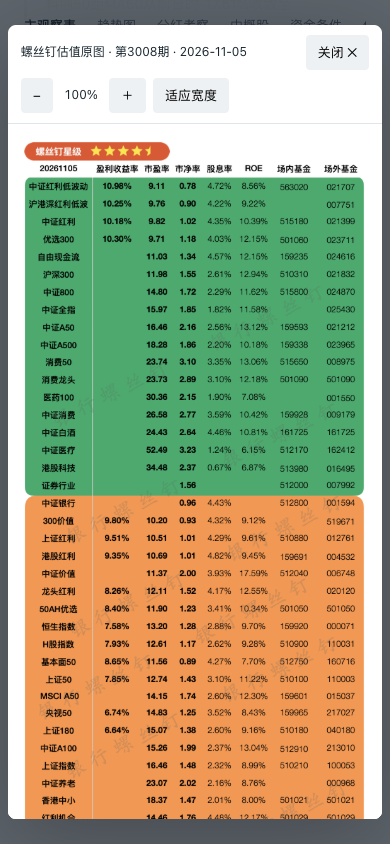 螺丝钉估值原图 · 第3008期 · 2026-11-05
关闭 ✕
− 100% + 适应宽度
螺丝钉星级
20261105 盈利收益率 市盈率 市净率 股息率 ROE 场内基金 场外基金
中证红利低波动 10.98% 9.11 0.78 4.72% 8.56% 563020 021707
沪港深红利低波 10.25% 9.76 0.90 4.22% 9.22% 007751
中证红利 10.18% 9.82 1.02 4.35% 10.39% 515180 021399
优选300 10.30% 9.71 1.18 4.03% 12.15% 501060 023711
自由现金流 11.03 1.34 4.57% 12.15% 159235 024616
沪深300 11.98 1.55 2.61% 12.94% 510310 021832
中证800 14.80 1.72 2.29% 11.62% 515800 024870
中证全指 15.97 1.85 1.82% 11.58% 025430
中证A50 16.46 2.16 2.56% 13.12% 159593 021212
中证A500 18.28 1.86 2.20% 10.18% 159338 023965
消费50 23.74 3.10 3.35% 13.06% 515650 008975
消费龙头 23.73 2.89 3.10% 12.18% 501090 501090
医药100 30.36 2.15 1.90% 7.08% 001550
中证消费 26.58 2.77 3.59% 10.42% 159928 009179
中证白酒 24.43 2.64 4.46% 10.81% 161725 161725
中证医疗 52.49 3.23 1.24% 6.15% 512170 162412
港股科技 34.48 2.37 0.67% 6.87% 513980 016495
证券行业 1.56 512000 007992
中证银行 0.96 4.43% 512800 001594
300价值 9.80% 10.20 0.93 4.32% 9.12% 519671
上证红利 9.51% 10.51 1.01 4.29% 9.61% 510880 012761
港股红利 9.35% 10.69 1.01 4.82% 9.45% 159691 004532
中证价值 11.37 2.00 3.93% 17.59% 512040 006748
龙头红利 8.26% 12.11 1.52 4.17% 12.55% 020120
50AH优选 8.40% 11.90 1.23 3.41% 10.34% 501050 501050
恒生指数 7.58% 13.20 1.28 2.88% 9.70% 159920 000071
H股指数 7.93% 12.61 1.17 2.62% 9.28% 510900 110031
基本面50 8.65% 11.56 0.89 4.27% 7.70% 512750 160716
上证50 7.85% 12.74 1.43 3.10% 11.22% 510100 110003
MSCI A50 14.15 1.74 2.60% 12.30% 159601 015037
央视50 6.74% 14.83 1.25 3.52% 8.43% 159965 217027
上证180 6.64% 15.07 1.38 2.60% 9.16% 510180 040180
中证A100 15.26 1.99 2.37% 13.04% 512910 213010
上证指数 16.46 1.48 2.32% 8.99% 510210 100053
中证养老 23.07 2.02 2.16% 8.76% 000968
香港中小 18.37 1.47 2.01% 8.00% 501021 501021
红利机会 14.46 1.76 4.48% 12.17% 501029 501029